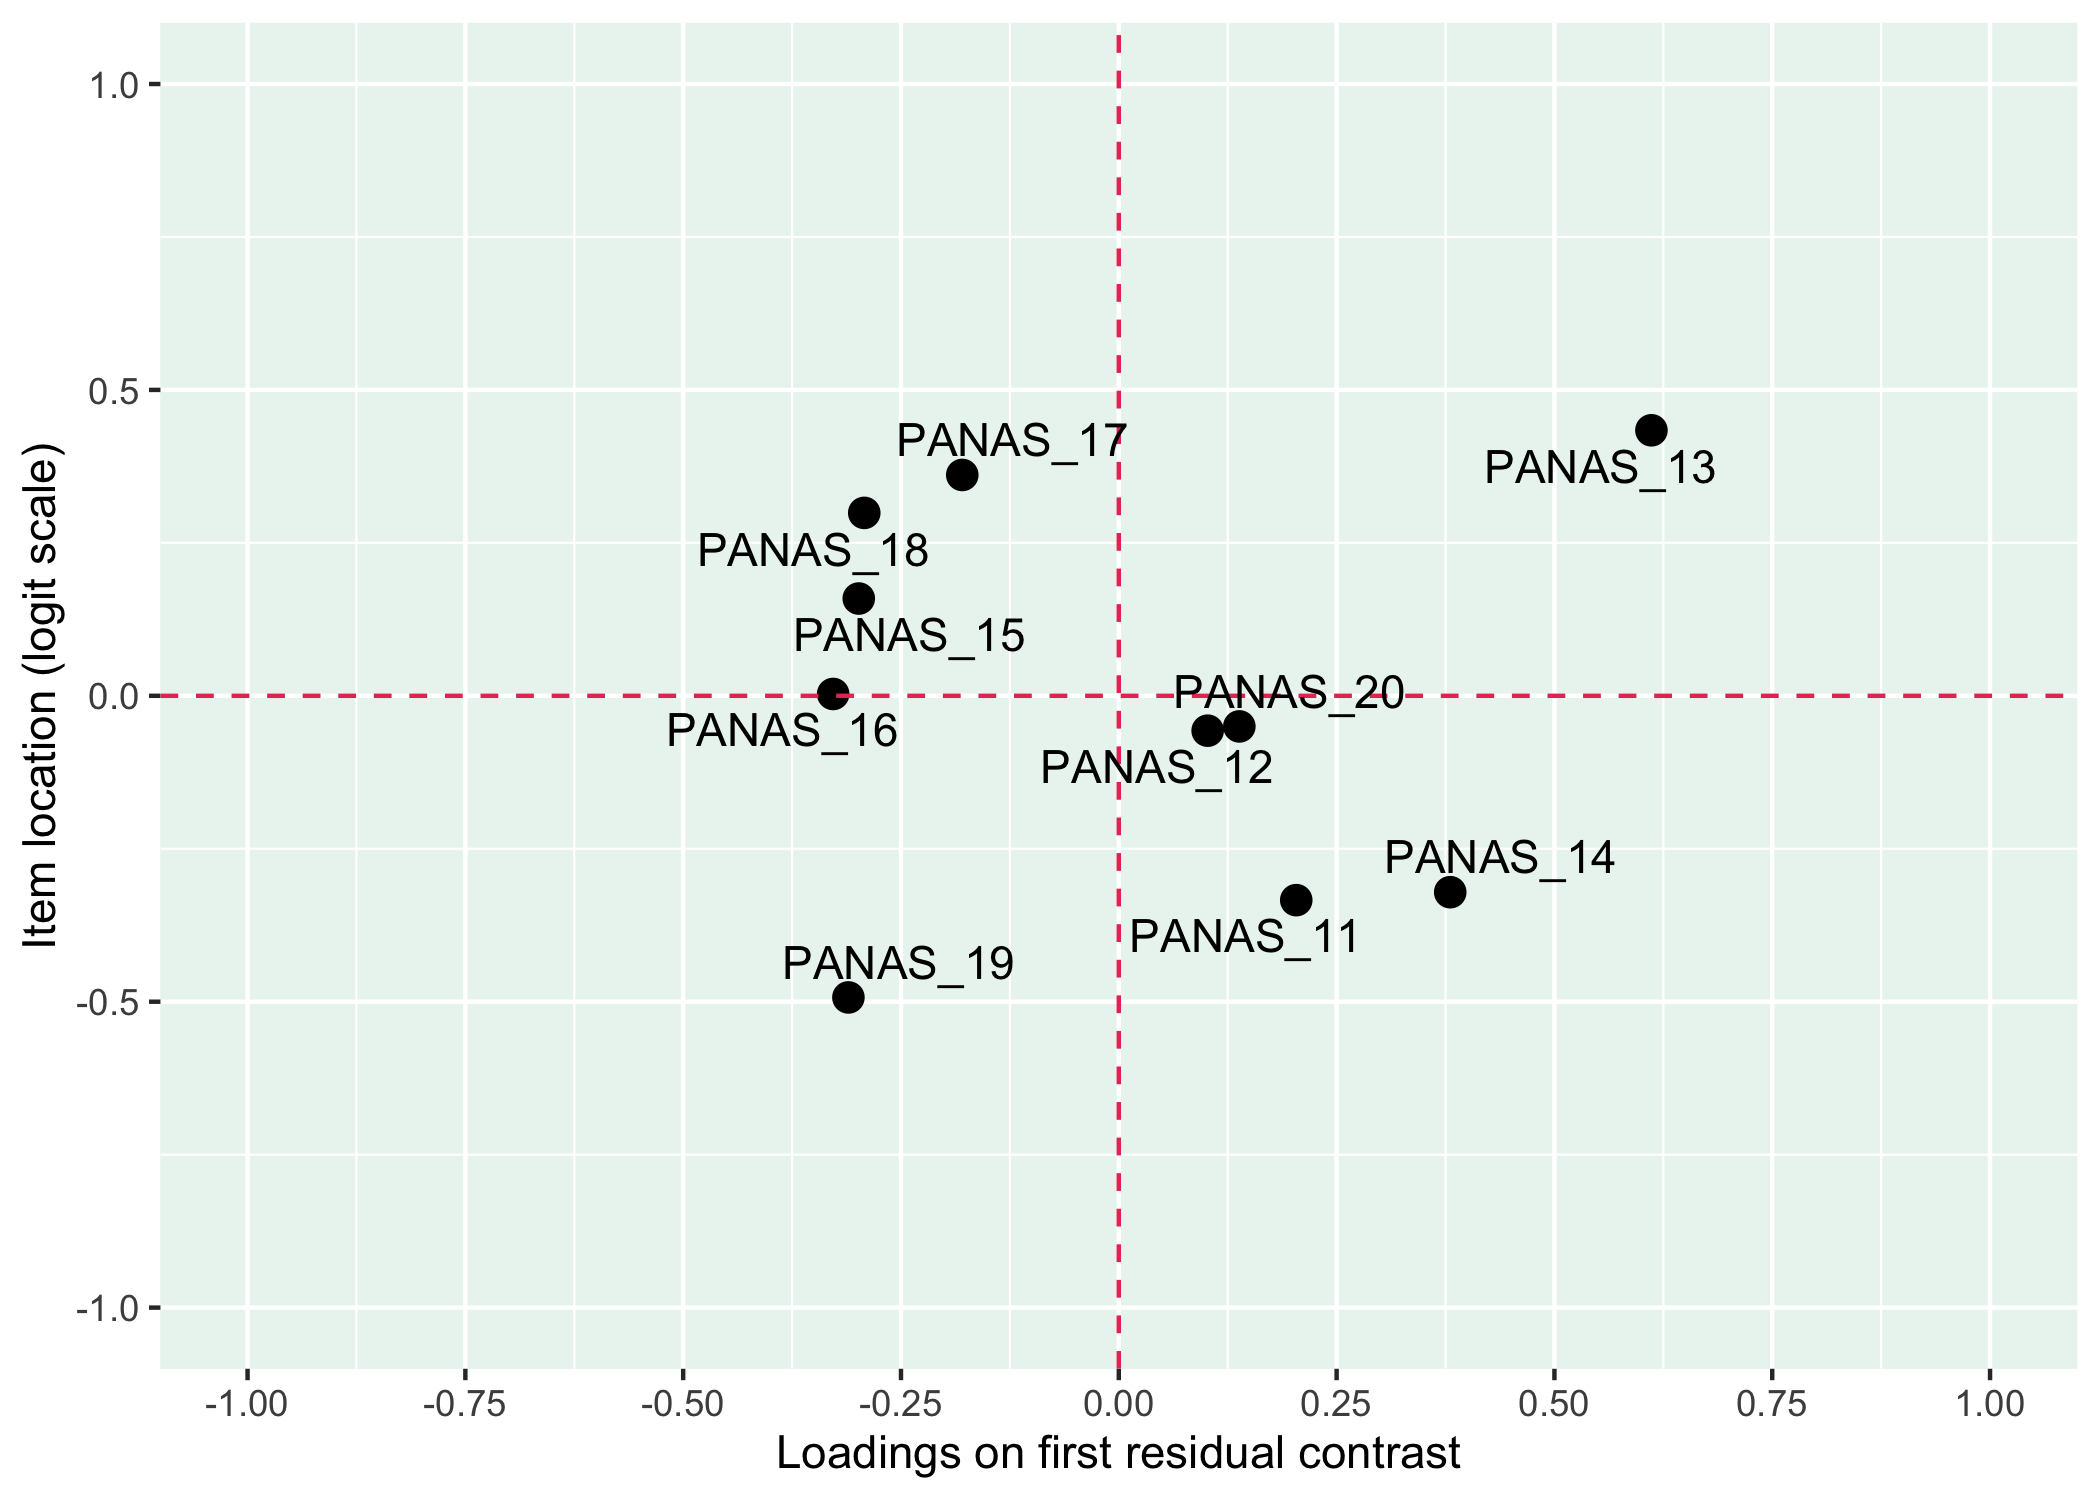 1.0
0.5
0.0
-0.5
-1.0
Item location (logit scale)
PANAS_17
PANAS_13
PANAS_18
PANAS_15
PANAS_20
PANAS_16
PANAS_12
PANAS_14
PANAS_11
PANAS_19
-1.00 -0.75 -0.50 -0.25 0.00 0.25 0.50 0.75 1.00
Loadings on first residual contrast